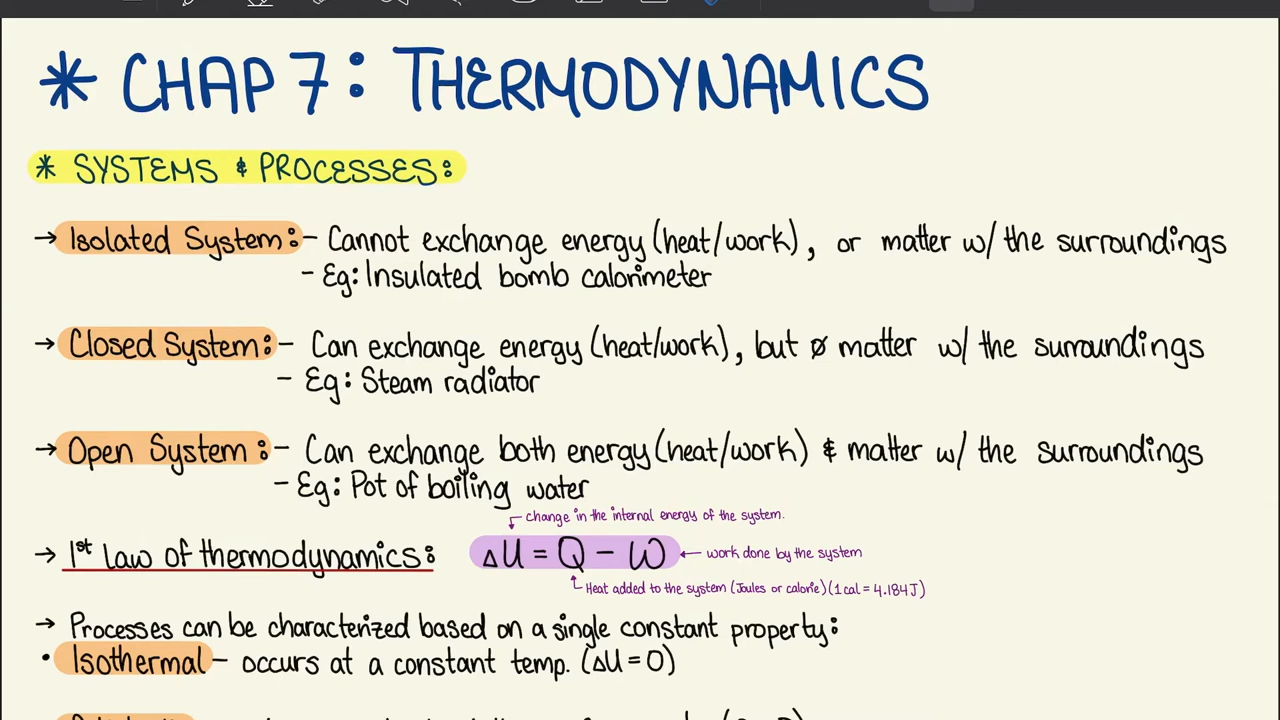 * CHAP 7: THERMODYNAMICS
* SYSTEMS & PROCESSES:
→ Isolated System: - Cannot exchange energy (heat/work), or matter w/ the surroundings
- Eg: Insulated bomb calorimeter
→ Closed System: - Can exchange energy (heat/work), but ∅ matter w/ the surroundings
- Eg: Steam radiator
→ Open System: - Can exchange both energy (heat/work) & matter w/ the surroundings
- Eg: Pot of boiling water
change in the internal energy of the system.
→ 1st law of thermodynamics: ΔU = Q - W ← work done by the system
Heat added to the system (Joules or calorie) (1 cal = 4.184 J)
→ Processes can be characterized based on a single constant property:
• Isothermal - occurs at a constant temp. (ΔU = 0)